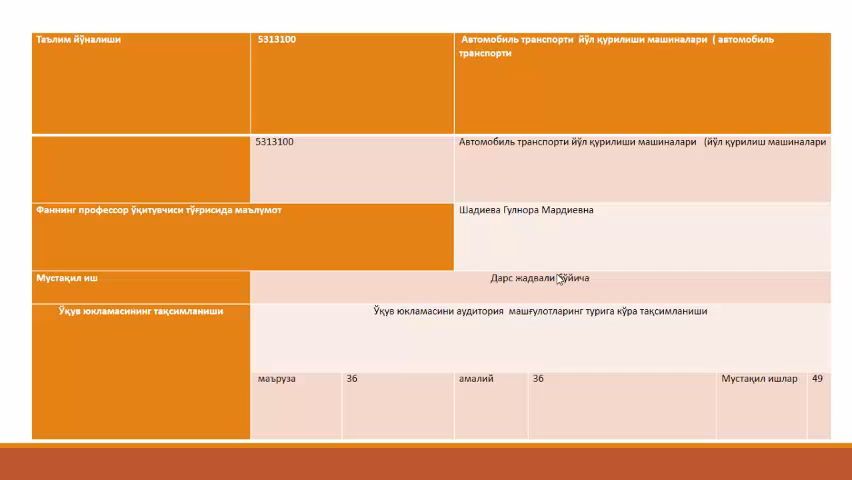 Таълим йўналиши
5313100
Автомобиль транспорти йўл қурилиши машиналари ( автомобиль
транспорти
5313100
Автомобиль транспорти йўл қурилиши машиналари (йўл қурилиш машиналари
Фаннинг профессор ўқитувчиси тўғрисида маълумот
Шадиева Гулнора Мардиевна
Мустақил иш
Дарс жадвали бўйича
Ўқув юкламасининг тақсимланиши
Ўқув юкламасини аудитория машғулотларинг турига кўра тақсимланиши
маъруза
36
амалий
36
Мустақил ишлар
49